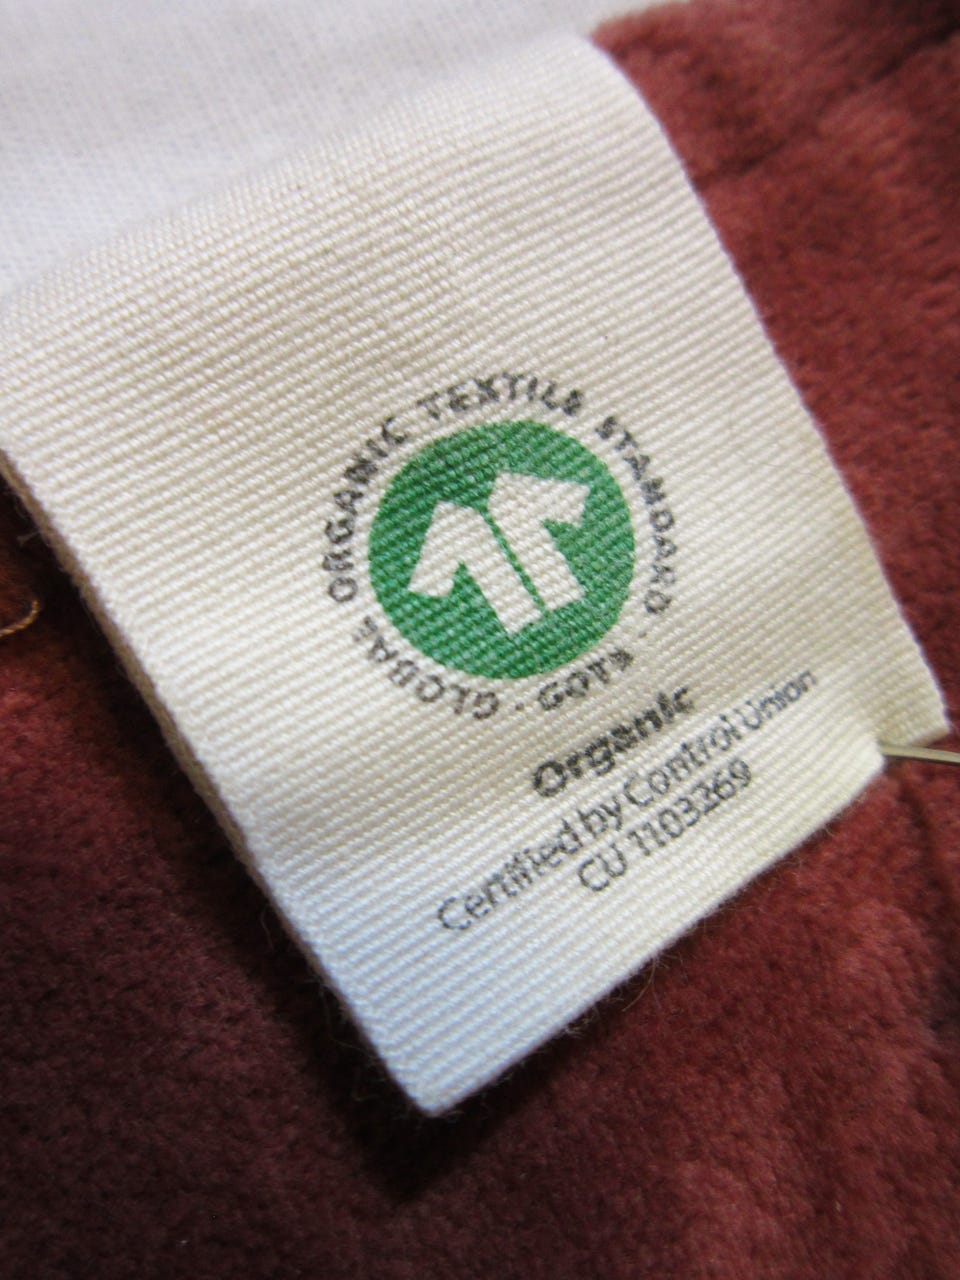 GLOBAL ORGANIC TEXTILE STANDARD · GOTS ·
Organic
Certified by Control Union
CU 1103269